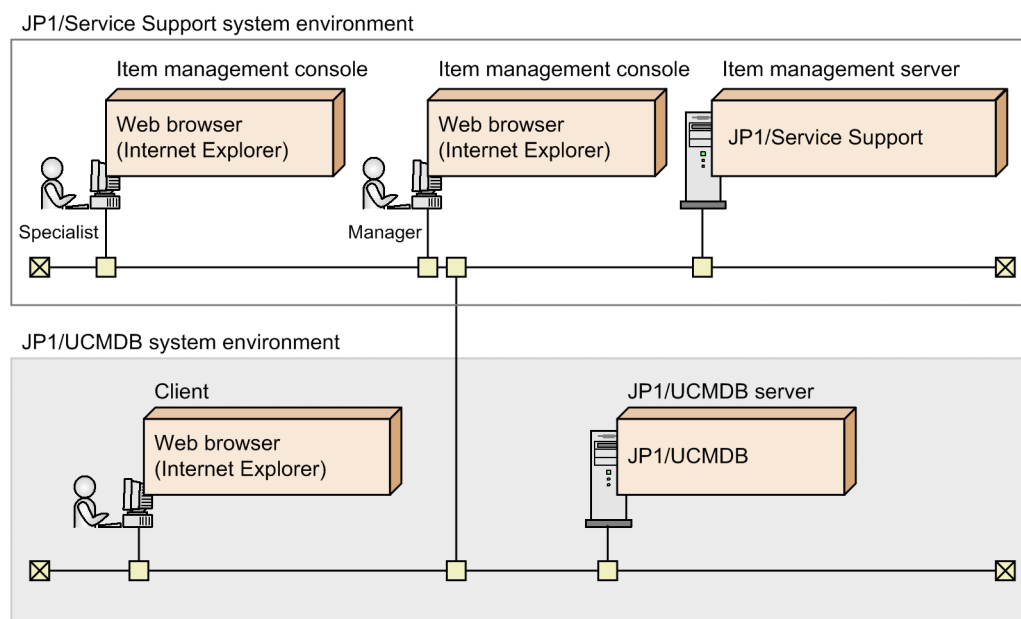 JP1/Service Support system environment
Item management console
Item management console
Item management server
Web browser
(Internet Explorer)
Web browser
(Internet Explorer)
JP1/Service Support
Specialist
Manager
JP1/UCMDB system environment
Client
JP1/UCMDB server
Web browser
(Internet Explorer)
JP1/UCMDB